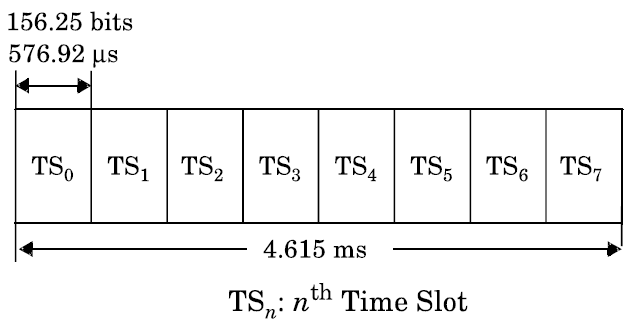 156.25 bits
576.92 μs
TS₀ TS₁ TS₂ TS₃ TS₄ TS₅ TS₆ TS₇
4.615 ms
TSₙ: nᵗʰ Time Slot